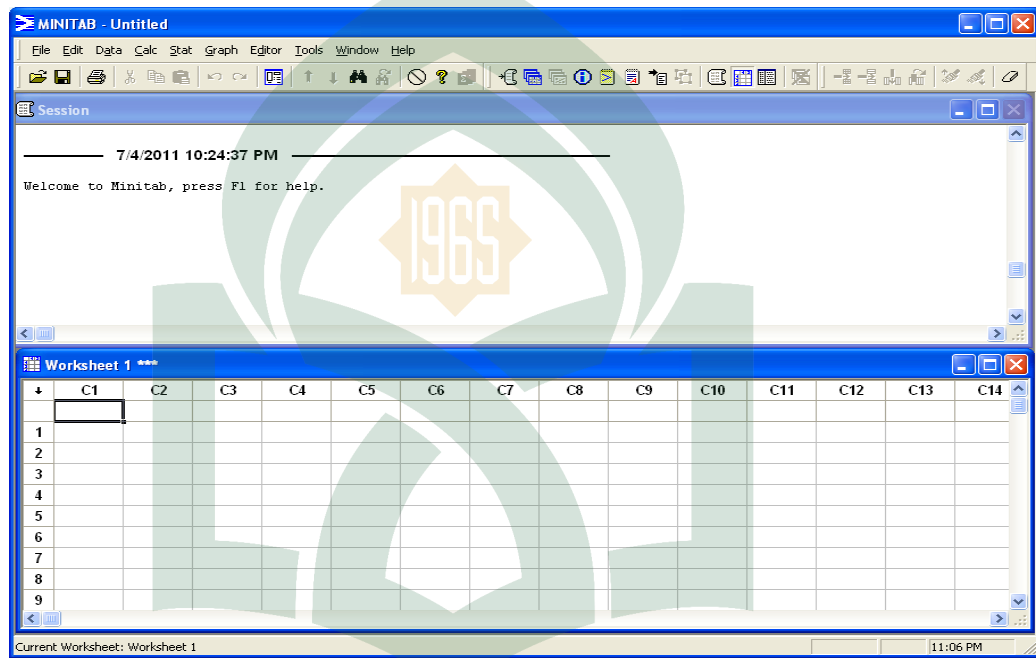 MINITAB - Untitled
File Edit Data Calc Stat Graph Editor Tools Window Help
Session
7/4/2011 10:24:37 PM
Welcome to Minitab, press F1 for help.
1965
Worksheet 1 ***
C1 C2 C3 C4 C5 C6 C7 C8 C9 C10 C11 C12 C13 C14
1
2
3
4
5
6
7
8
9
Current Worksheet: Worksheet 1 11:06 PM